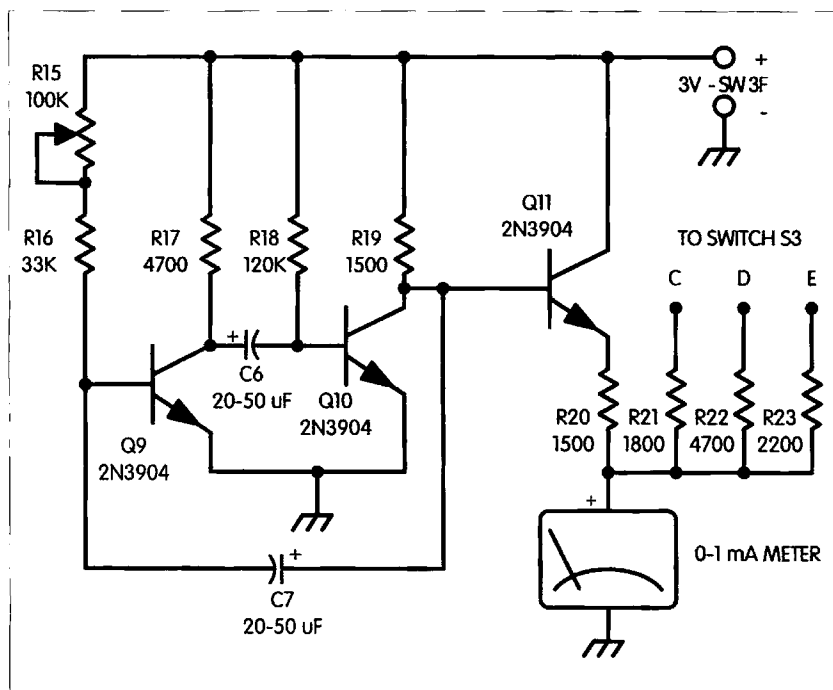 R15
100K
+
3V - SW 3F
-
R16
33K
R17
4700
R18
120K
R19
1500
Q11
2N3904
TO SWITCH S3
C
D
E
+
C6
20-50 uF
Q10
2N3904
Q9
2N3904
R20
1500
R21
1800
R22
4700
R23
2200
+
0-1 mA METER
+
C7
20-50 uF